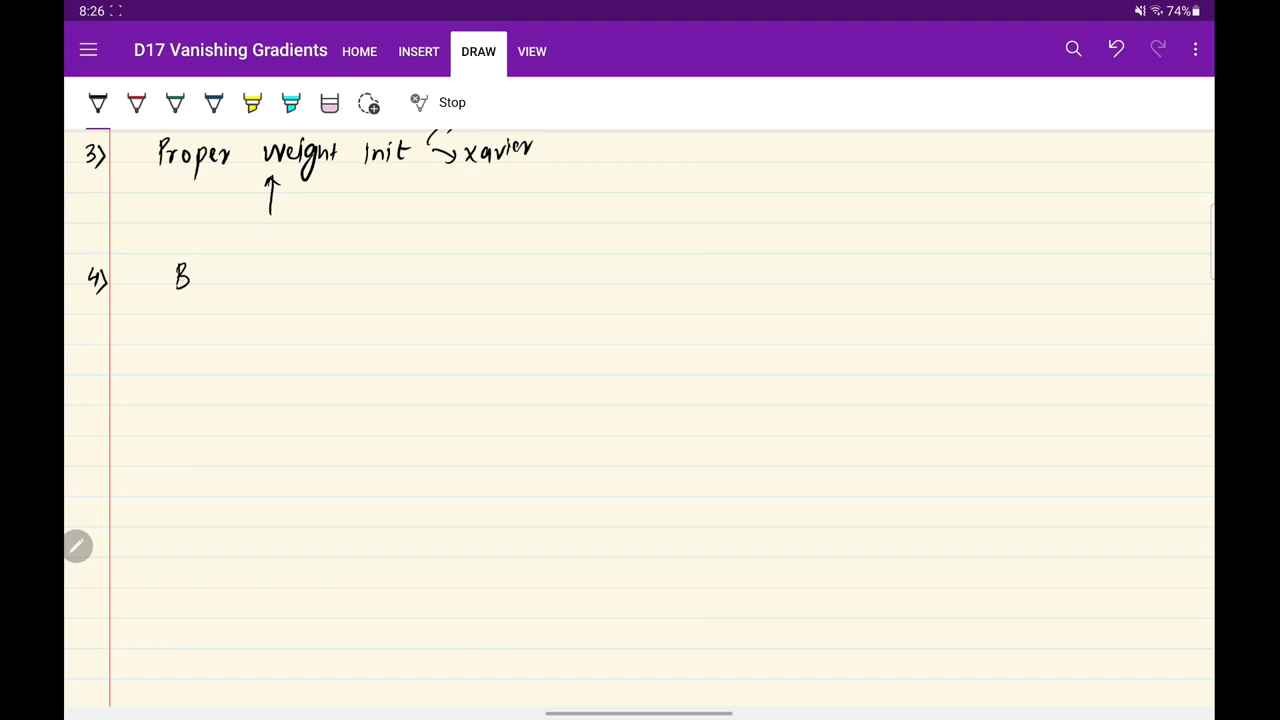 8:26 74%
D17 Vanishing Gradients HOME INSERT DRAW VIEW
Stop
3) Proper weight init → xavier
↑
4) B